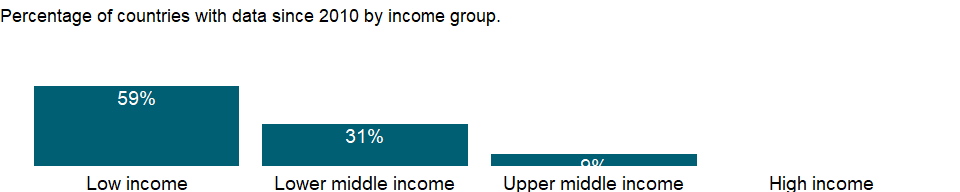 Percentage of countries with data since 2010 by income group.
59%
31%
9%
Low income
Lower middle income
Upper middle income
High income